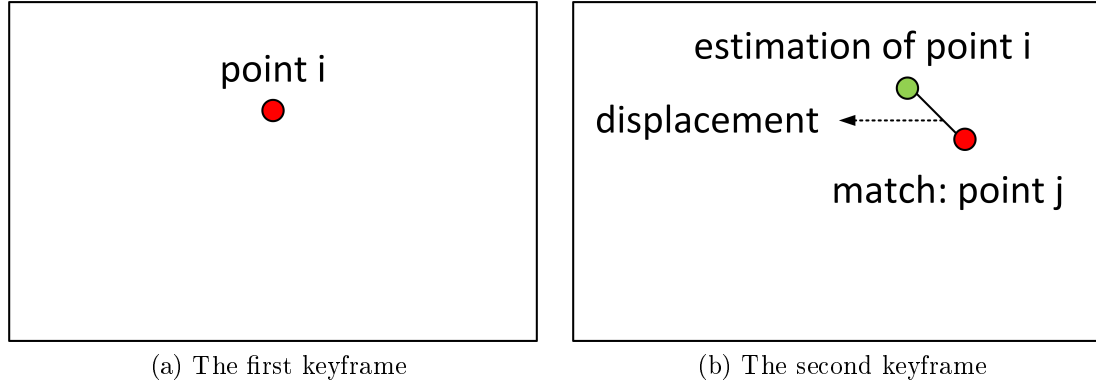 point i
estimation of point i
displacement
match: point j
(a) The first keyframe
(b) The second keyframe